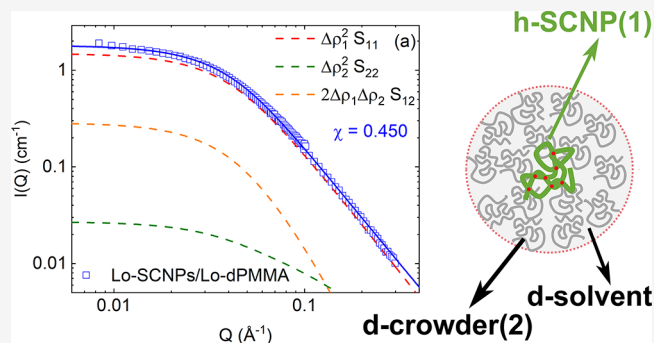 h-SCNP(1)
(a)
Δρ₁² S₁₁
Δρ₂² S₂₂
2Δρ₁Δρ₂ S₁₂
χ = 0.450
I(Q) (cm⁻¹)
1
0.1
0.01
Lo-SCNPs/Lo-dPMMA
0.01 0.1
Q (Å⁻¹)
d-solvent
d-crowder(2)